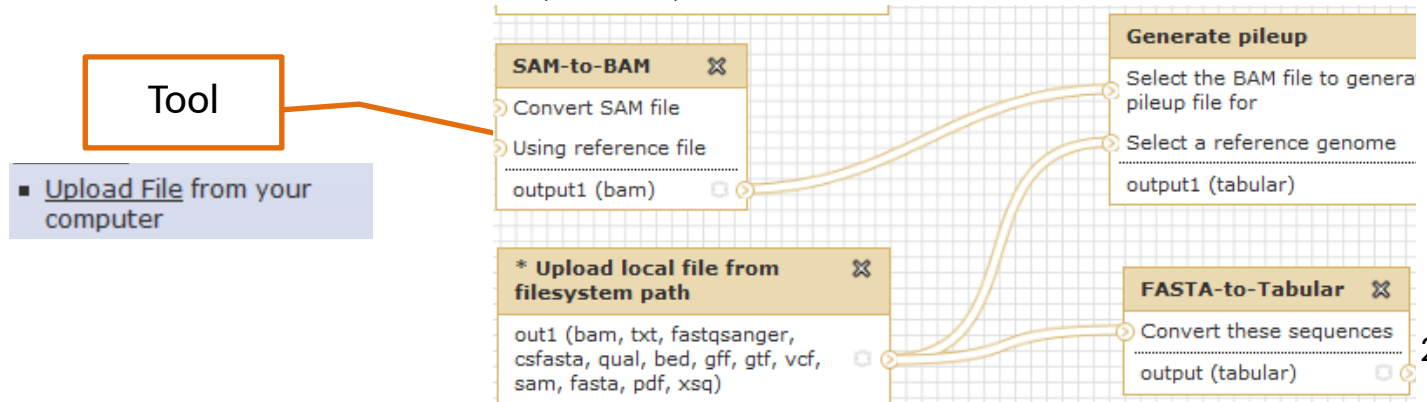 Tool
▪ Upload File from your
computer
SAM-to-BAM
Convert SAM file
Using reference file
output1 (bam)
* Upload local file from
filesystem path
out1 (bam, txt, fastqsanger,
csfasta, qual, bed, gff, gtf, vcf,
sam, fasta, pdf, xsq)
Generate pileup
Select the BAM file to genera
pileup file for
Select a reference genome
output1 (tabular)
FASTA-to-Tabular
Convert these sequences
output (tabular)